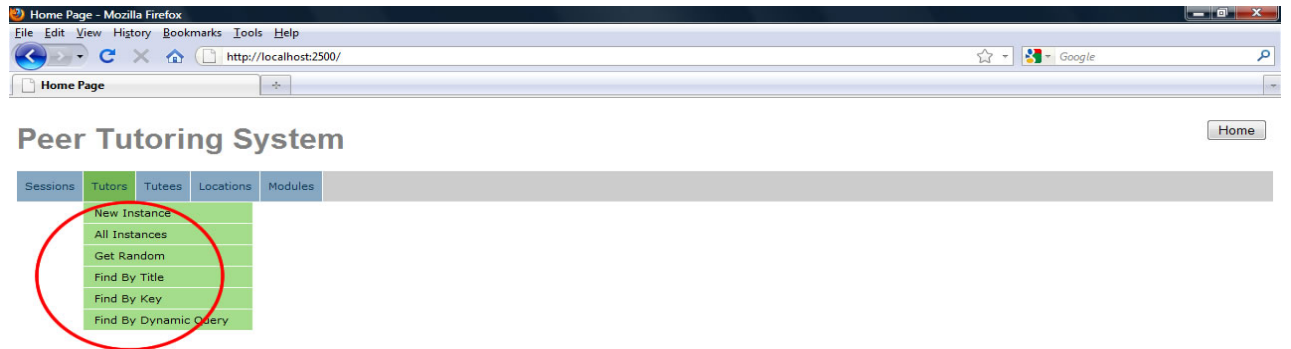 Home Page - Mozilla Firefox
File Edit View History Bookmarks Tools Help
http://localhost:2500/
Google
Home Page
Peer Tutoring System
Home
Sessions Tutors Tutees Locations Modules
New Instance
All Instances
Get Random
Find By Title
Find By Key
Find By Dynamic Query